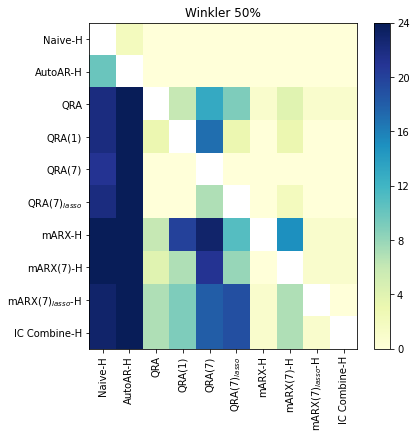 Winkler 50%
Naive-H
AutoAR-H
QRA
QRA(1)
QRA(7)
QRA(7)lasso
mARX-H
mARX(7)-H
mARX(7)lasso-H
IC Combine-H
24
20
16
12
8
4
0
Naive-H
AutoAR-H
QRA
QRA(1)
QRA(7)
QRA(7)lasso
mARX-H
mARX(7)-H
mARX(7)lasso-H
IC Combine-H